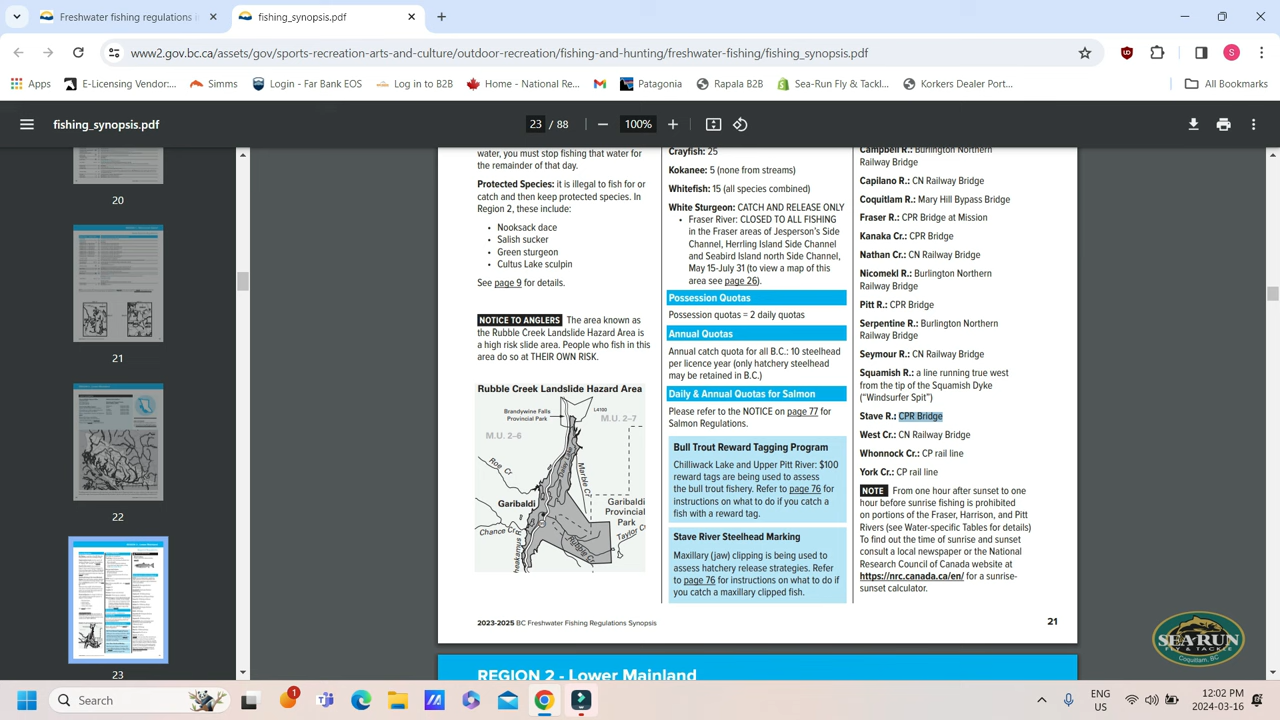 Freshwater fishing regulations
fishing_synopsis.pdf
www2.gov.bc.ca/assets/gov/sports-recreation-arts-and-culture/outdoor-recreation/fishing-and-hunting/freshwater-fishing/fishing_synopsis.pdf
S
Apps
E-Licensing Vendor:...
Simms
Login - Far Bank EOS
Log in to B2B
Home - National Re...
Patagonia
Rapala B2B
Sea-Run Fly & Tackl...
Korkers Dealer Port...
All Bookmarks
fishing_synopsis.pdf
23 / 88
100%
20
21
22
23
water, you must stop fishing that water for
the remainder of that day.
Protected Species: it is illegal to fish for or
catch and then keep protected species. In
Region 2, these include:
• Nooksack dace
• Salish sucker
• Green sturgeon
• Cultus Lake sculpin
See page 9 for details.
NOTICE TO ANGLERS The area known as
the Rubble Creek Landslide Hazard Area is
a high risk slide area. People who fish in this
area do so at THEIR OWN RISK.
Rubble Creek Landslide Hazard Area
Brandywine Falls
Provincial Park
L4100
M.U. 2-7
M.U. 2-6
Roe Cr
Marble Cr
Garibaldi
Garibaldi
Provincial
Park
Chance Cr
Taylor C
Rubble Cr
2023-2025 BC Freshwater Fishing Regulations Synopsis
Crayfish: 25
Kokanee: 5 (none from streams)
Whitefish: 15 (all species combined)
White Sturgeon: CATCH AND RELEASE ONLY
• Fraser River: CLOSED TO ALL FISHING
in the Fraser areas of Jesperson's Side
Channel, Herrling Island Side Channel
and Seabird Island north Side Channel,
May 15-July 31 (to view a map of this
area see page 26).
Possession Quotas
Possession quotas = 2 daily quotas
Annual Quotas
Annual catch quota for all B.C.: 10 steelhead
per licence year (only hatchery steelhead
may be retained in B.C.)
Daily & Annual Quotas for Salmon
Please refer to the NOTICE on page 77 for
Salmon Regulations.
Bull Trout Reward Tagging Program
Chilliwack Lake and Upper Pitt River: $100
reward tags are being used to assess
the bull trout fishery. Refer to page 76 for
instructions on what to do if you catch a
fish with a reward tag.
Stave River Steelhead Marking
Maxillary (jaw) clipping is being used to
assess hatchery release strategies. Refer
to page 76 for instructions on what to do if
you catch a maxillary clipped fish.
Campbell R.: Burlington Northern
Railway Bridge
Capilano R.: CN Railway Bridge
Coquitlam R.: Mary Hill Bypass Bridge
Fraser R.: CPR Bridge at Mission
Kanaka Cr.: CPR Bridge
Nathan Cr.: CN Railway Bridge
Nicomekl R.: Burlington Northern
Railway Bridge
Pitt R.: CPR Bridge
Serpentine R.: Burlington Northern
Railway Bridge
Seymour R.: CN Railway Bridge
Squamish R.: a line running true west
from the tip of the Squamish Dyke
("Windsurfer Spit")
Stave R.: CPR Bridge
West Cr.: CN Railway Bridge
Whonnock Cr.: CP rail line
York Cr.: CP rail line
NOTE From one hour after sunset to one
hour before sunrise fishing is prohibited
on portions of the Fraser, Harrison, and Pitt
Rivers (see Water-specific Tables for details)
To find out the time of sunrise and sunset
consult a local newspaper or the National
Research Council of Canada website at
https://nrc.canada.ca/en/ for a sunrise-
sunset calculator.
21
REGION 2 - Lower Mainland
SEA RUN
FLY & TACKLE
Coquitlam, BC
Search
1
ENG
US
12:02 PM
2024-03-16